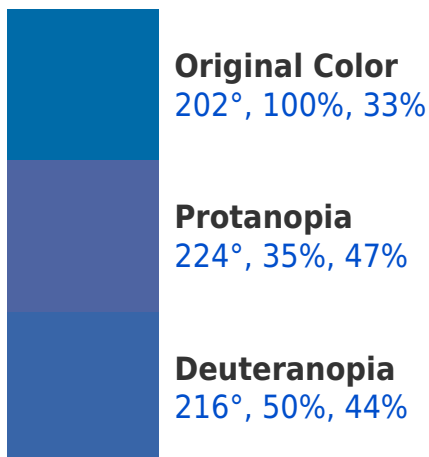 Original Color
202°, 100%, 33%
Protanopia
224°, 35%, 47%
Deuteranopia
216°, 50%, 44%